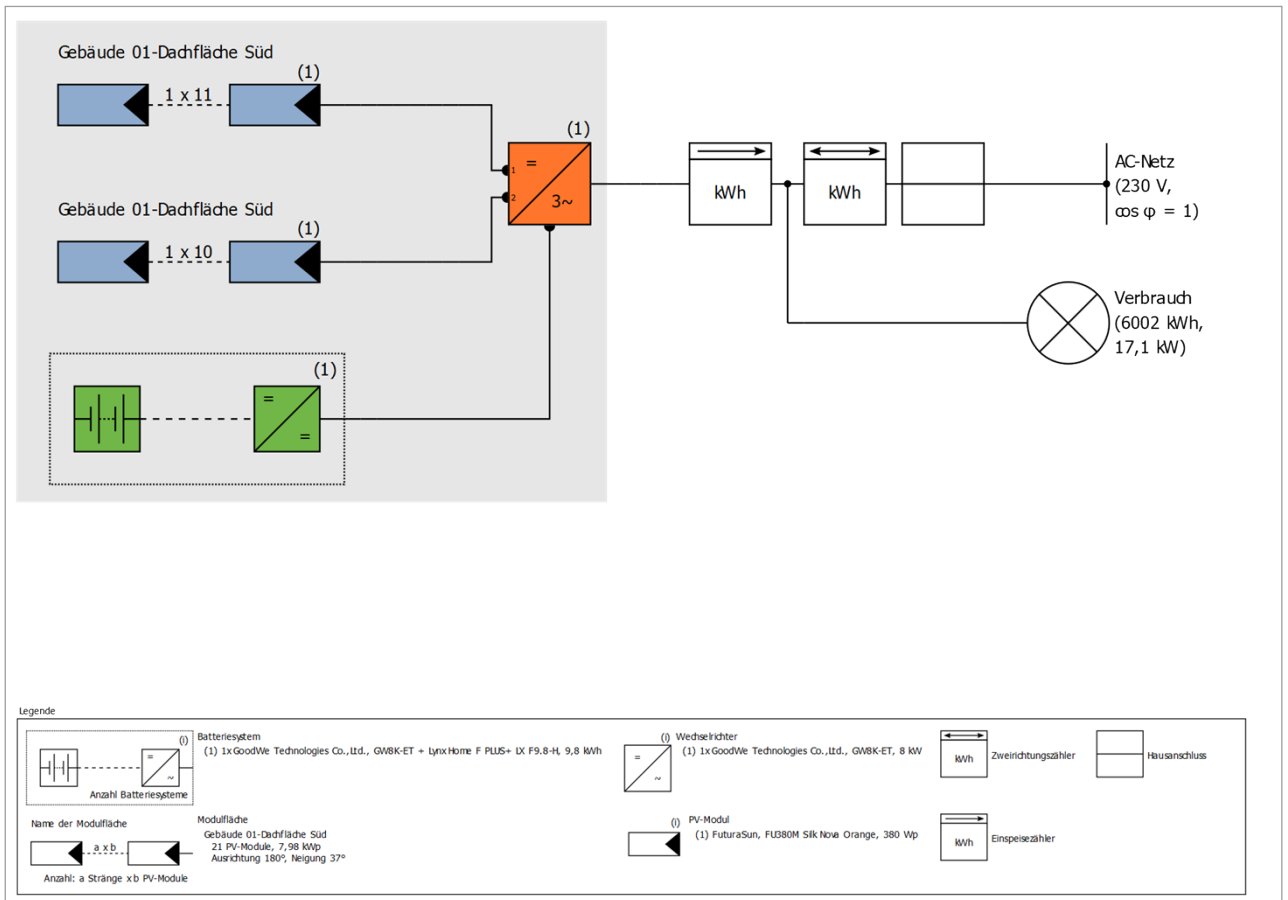 Gebäude 01-Dachfläche Süd
(1)
1 x 11
(1)
1
=
2
3~
Gebäude 01-Dachfläche Süd
(1)
1 x 10
(1)
=
=
kWh
kWh
AC-Netz
(230 V,
cos φ = 1)
Verbrauch
(6002 kWh,
17,1 kW)
Legende
(i)
=
~
Anzahl Batteriesysteme
Batteriesystem
(1) 1x GoodWe Technologies Co.,Ltd., GW8K-ET + Lynx Home F PLUS+ LX F9.8-H, 9,8 kWh
(i)
=
~
Wechselrichter
(1) 1x GoodWe Technologies Co.,Ltd., GW8K-ET, 8 kW
kWh
Zweirichtungszähler
Hausanschluss
Name der Modulfläche
a x b
Anzahl: a Stränge x b PV-Module
Modulfläche
Gebäude 01-Dachfläche Süd
21 PV-Module, 7,98 kWp
Ausrichtung 180°, Neigung 37°
(i)
PV-Modul
(1) FuturaSun, FU380M Silk Nova Orange, 380 Wp
kWh
Einspeisezähler